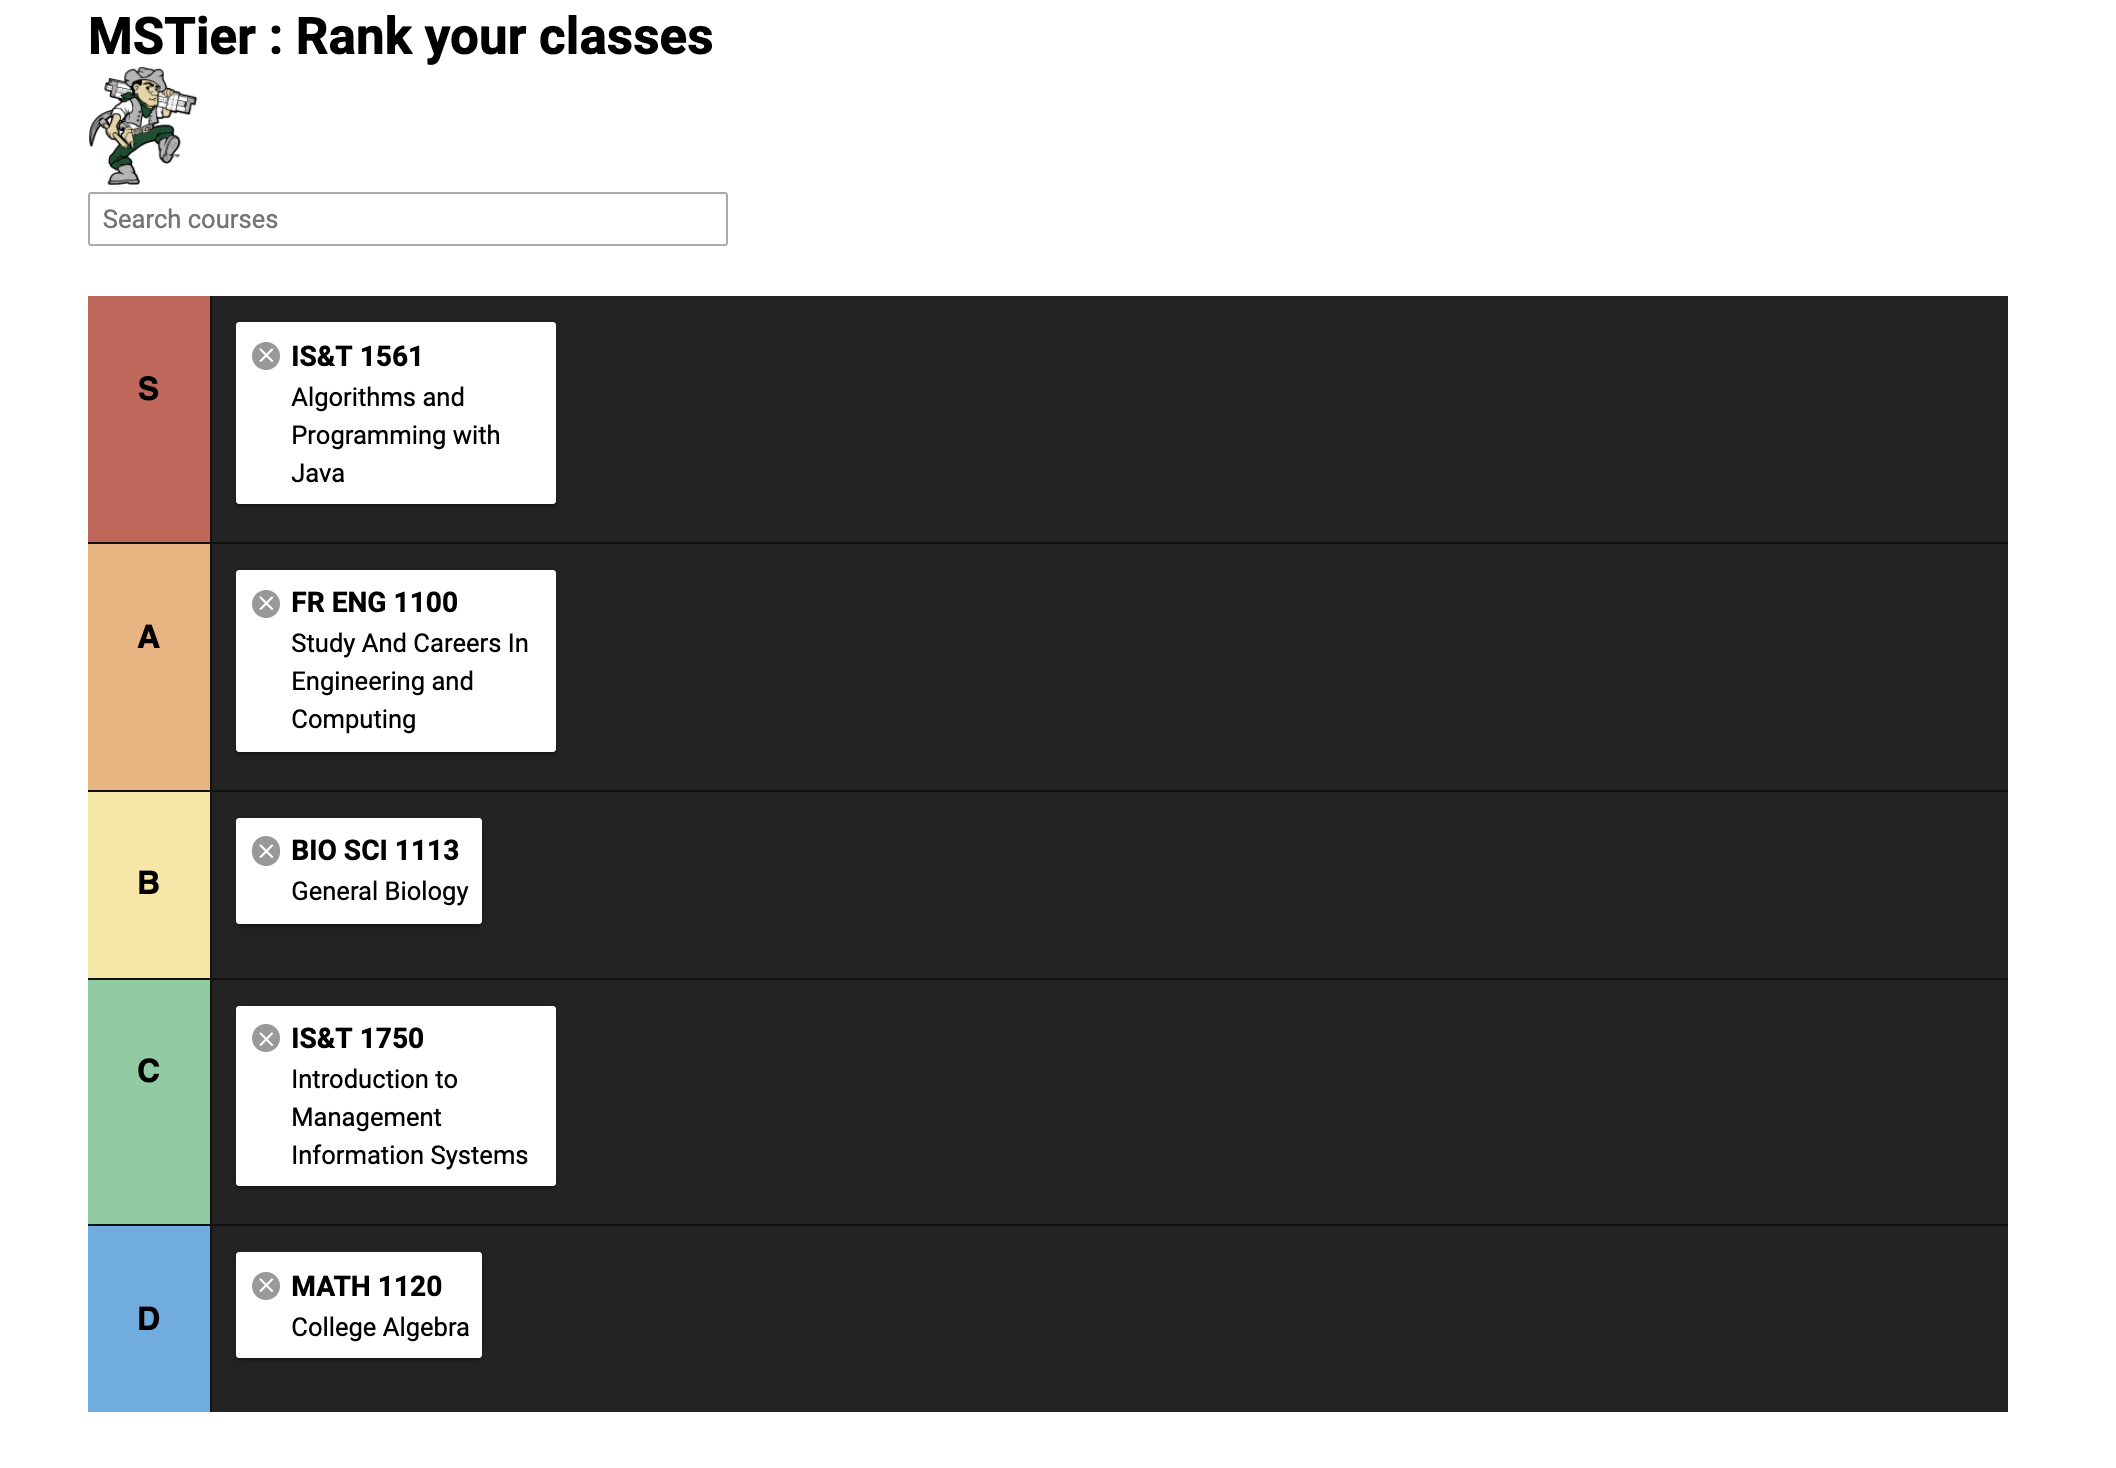 MSTier : Rank your classes
Search courses
S
IS&T 1561
Algorithms and
Programming with
Java
A
FR ENG 1100
Study And Careers In
Engineering and
Computing
B
BIO SCI 1113
General Biology
C
IS&T 1750
Introduction to
Management
Information Systems
D
MATH 1120
College Algebra